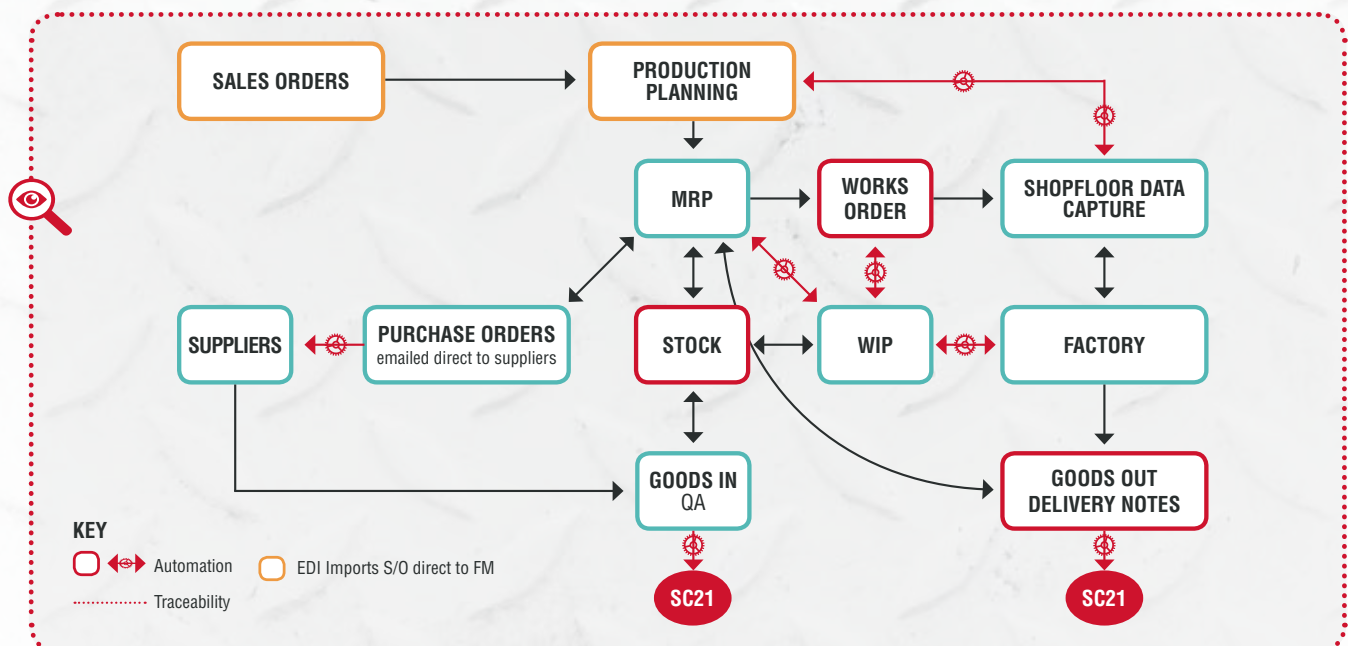 SALES ORDERS
PRODUCTION
PLANNING
MRP
WORKS
ORDER
SHOPFLOOR DATA
CAPTURE
SUPPLIERS
PURCHASE ORDERS
emailed direct to suppliers
STOCK
WIP
FACTORY
GOODS IN
QA
GOODS OUT
DELIVERY NOTES
KEY
Automation
EDI Imports S/O direct to FM
Traceability
SC21
SC21